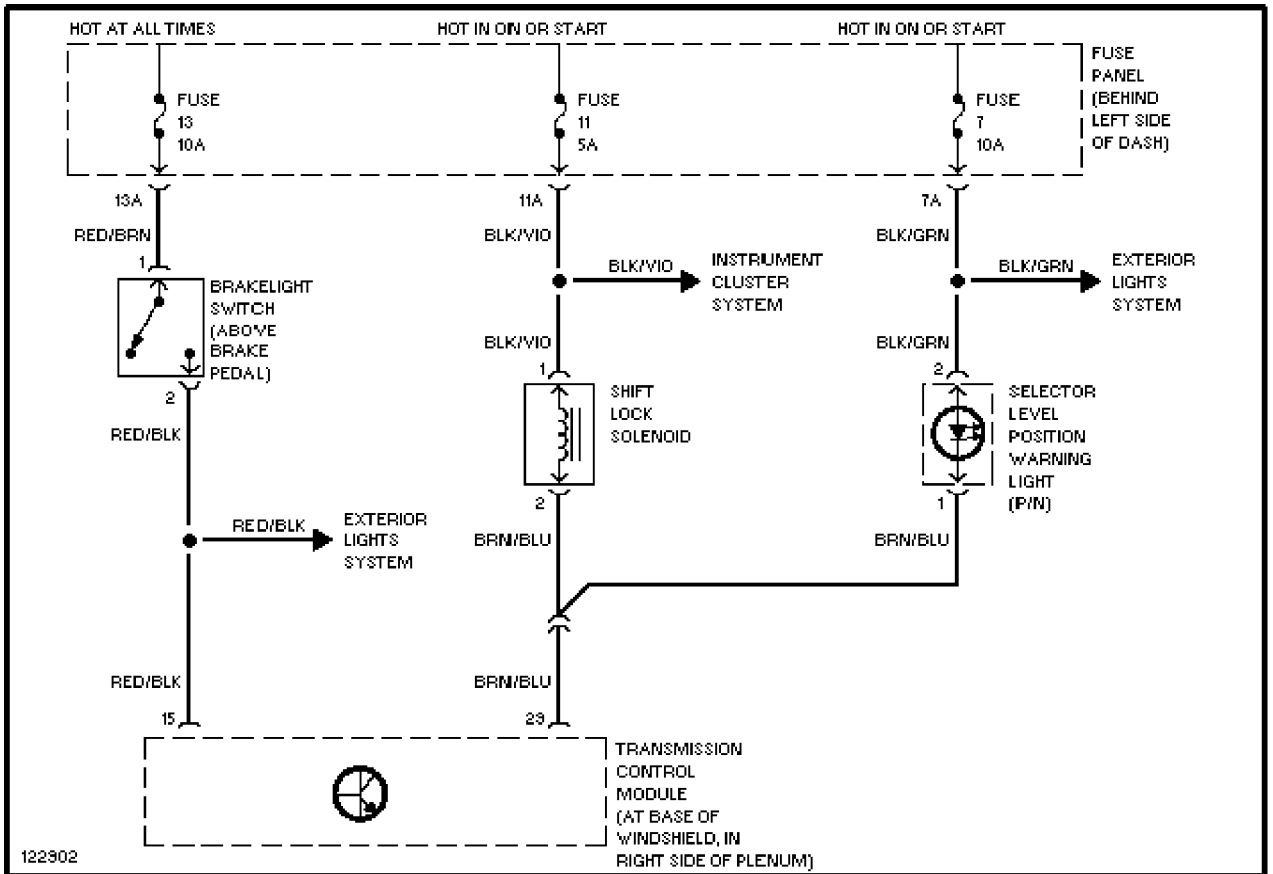 HOT AT ALL TIMES
HOT IN ON OR START
HOT IN ON OR START
FUSE
13
10A
FUSE
11
5A
FUSE
7
10A
FUSE
PANEL
(BEHIND
LEFT SIDE
OF DASH)
13A
11A
7A
RED/BRN
BLK/VIO
BLK/GRN
1
BRAKELIGHT
SWITCH
(ABOVE
BRAKE
PEDAL)
2
BLK/VIO
INSTRUMENT
CLUSTER
SYSTEM
BLK/GRN
EXTERIOR
LIGHTS
SYSTEM
BLK/VIO
BLK/GRN
1
SHIFT
LOCK
SOLENOID
2
2
SELECTOR
LEVEL
POSITION
WARNING
LIGHT
(P/N)
1
RED/BLK
RED/BLK
EXTERIOR
LIGHTS
SYSTEM
BRN/BLU
BRN/BLU
RED/BLK
BRN/BLU
15
29
TRANSMISSION
CONTROL
MODULE
(AT BASE OF
WINDSHIELD, IN
RIGHT SIDE OF PLENUM)
122902